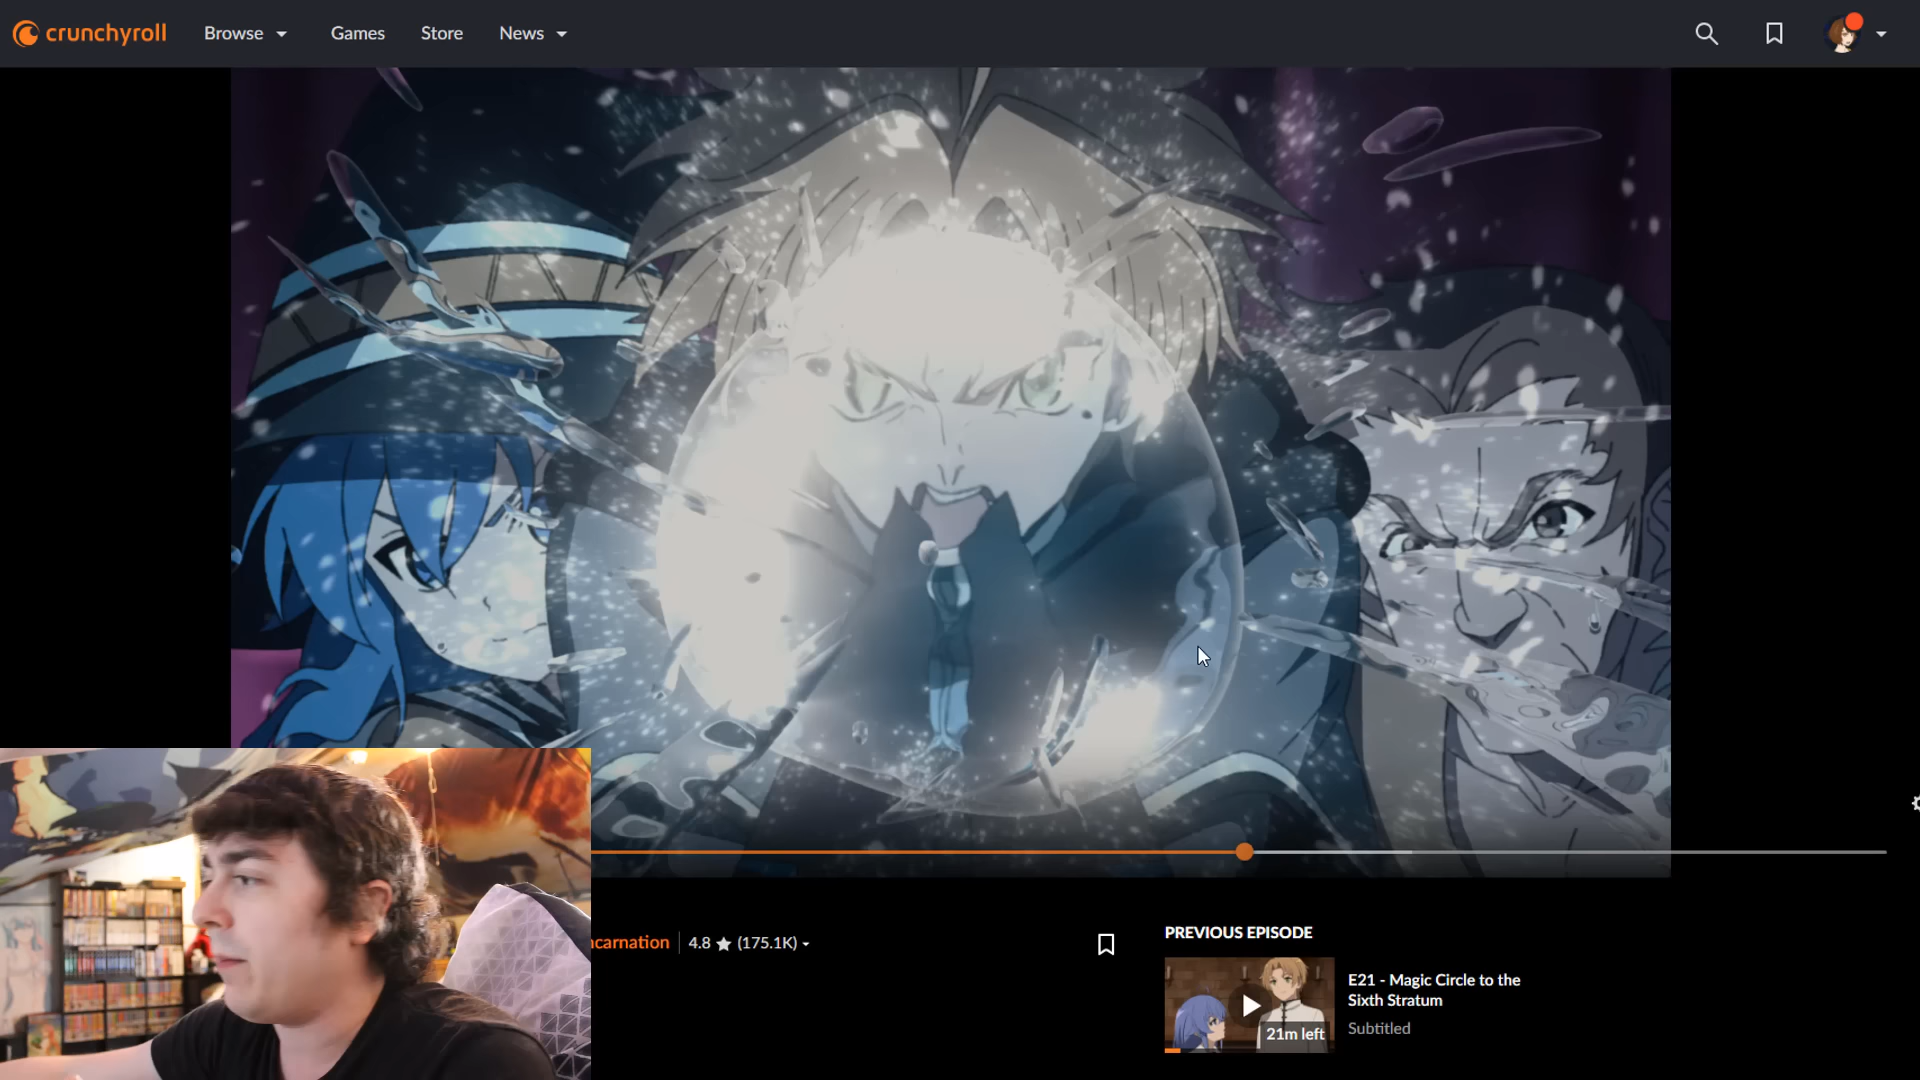 crunchyroll
Browse
Games
Store
News
ncarnation
4.8
(175.1K)
PREVIOUS EPISODE
21m left
E21 - Magic Circle to the
Sixth Stratum
Subtitled